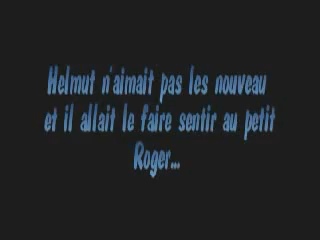 Helmut n'aimait pas les nouveau
et il allait le faire sentir au petit
Roger...